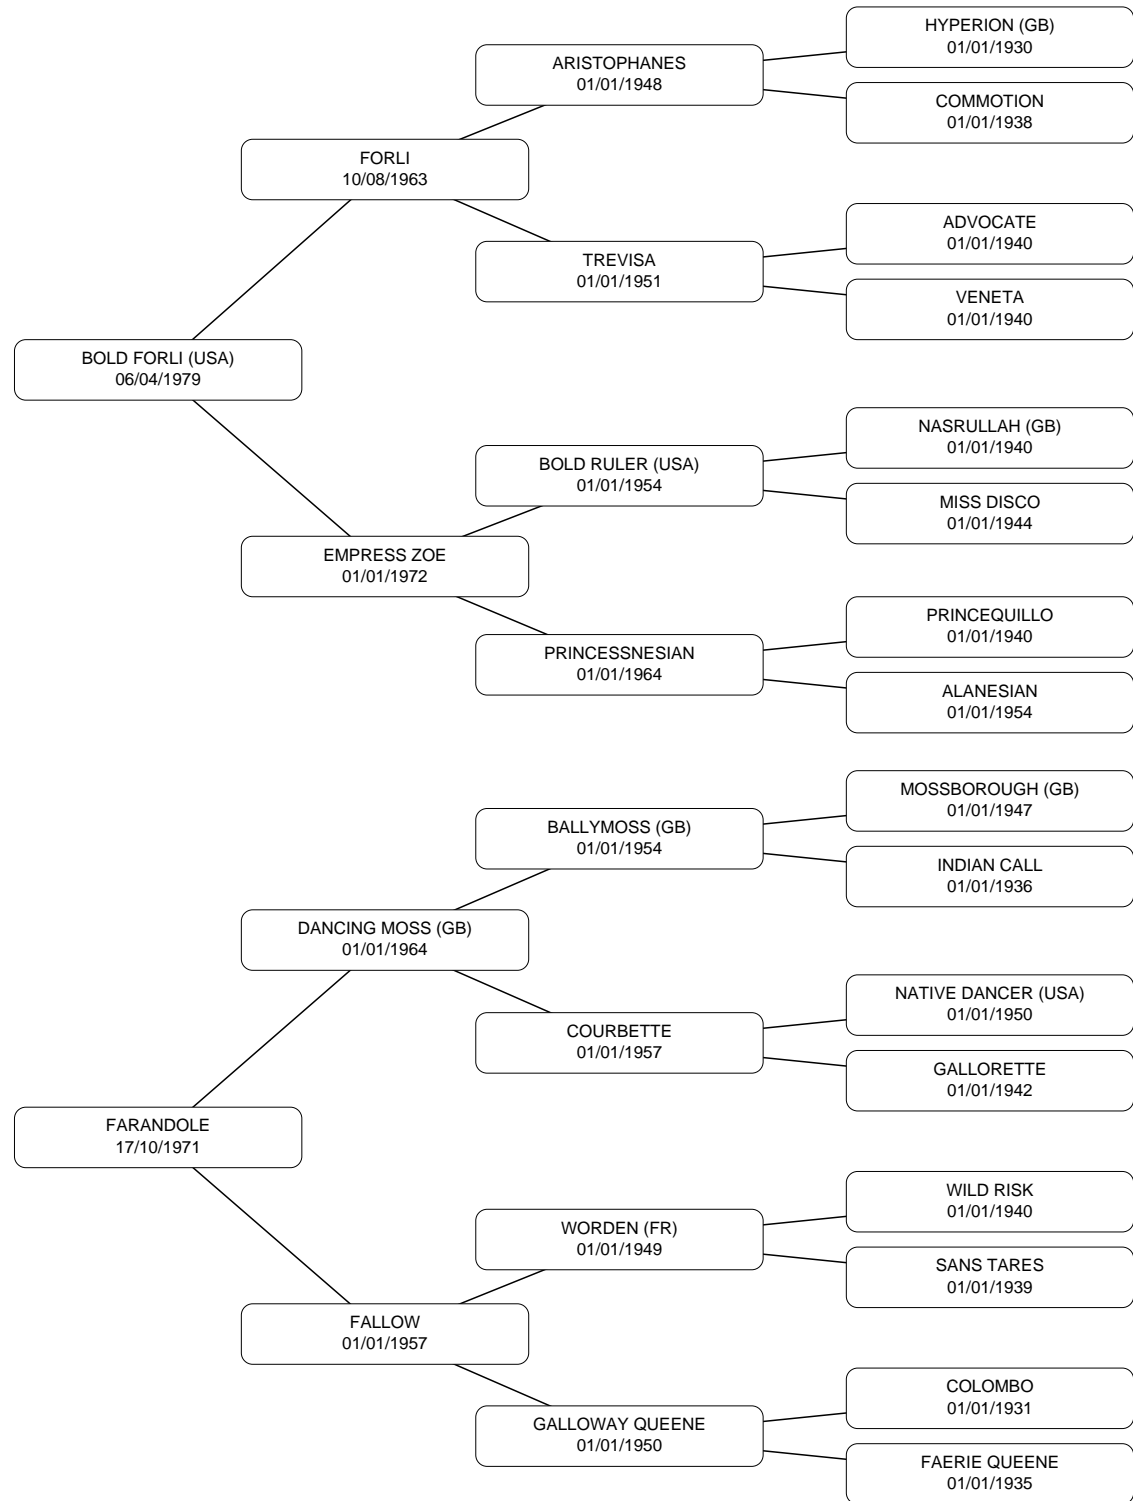 HYPERION (GB)
01/01/1930
ARISTOPHANES
01/01/1948
COMMOTION
01/01/1938
FORLI
10/08/1963
ADVOCATE
01/01/1940
TREVISA
01/01/1951
VENETA
01/01/1940
BOLD FORLI (USA)
06/04/1979
NASRULLAH (GB)
01/01/1940
BOLD RULER (USA)
01/01/1954
MISS DISCO
01/01/1944
EMPRESS ZOE
01/01/1972
PRINCEQUILLO
01/01/1940
PRINCESSNESIAN
01/01/1964
ALANESIAN
01/01/1954
MOSSBOROUGH (GB)
01/01/1947
BALLYMOSS (GB)
01/01/1954
INDIAN CALL
01/01/1936
DANCING MOSS (GB)
01/01/1964
NATIVE DANCER (USA)
01/01/1950
COURBETTE
01/01/1957
GALLORETTE
01/01/1942
FARANDOLE
17/10/1971
WILD RISK
01/01/1940
WORDEN (FR)
01/01/1949
SANS TARES
01/01/1939
FALLOW
01/01/1957
COLOMBO
01/01/1931
GALLOWAY QUEENE
01/01/1950
FAERIE QUEENE
01/01/1935